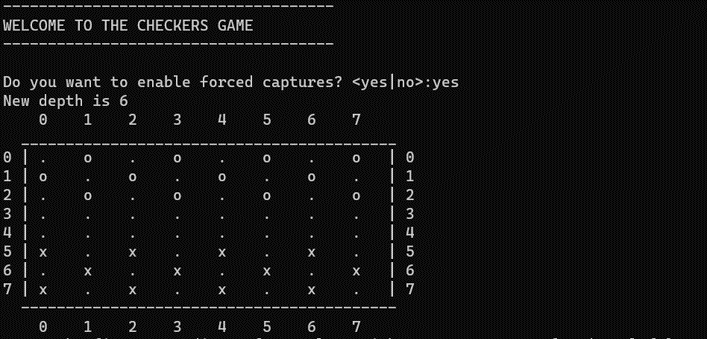 -----------------------------------
WELCOME TO THE CHECKERS GAME
-----------------------------------
Do you want to enable forced captures? <yes|no>:yes
New depth is 6
    0    1    2    3    4    5    6    7
  ________________________________________
0 | .    o    .    o    .    o    .    o   | 0
1 | o    .    o    .    o    .    o    .   | 1
2 | .    o    .    o    .    o    .    o   | 2
3 | .    .    .    .    .    .    .    .   | 3
4 | .    .    .    .    .    .    .    .   | 4
5 | x    .    x    .    x    .    x    .   | 5
6 | .    x    .    x    .    x    .    x   | 6
7 | x    .    x    .    x    .    x    .   | 7
  ----------------------------------------
    0    1    2    3    4    5    6    7